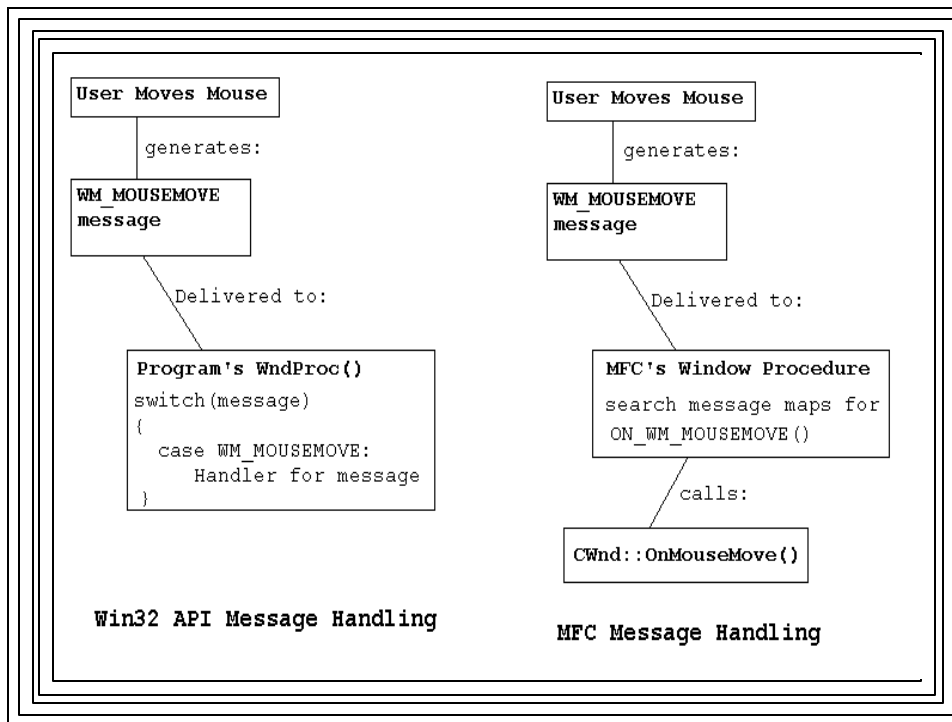 User Moves Mouse
generates:
WM_MOUSEMOVE
message
Delivered to:
Program's WndProc()
switch(message)
{
case WM_MOUSEMOVE:
Handler for message
}
Win32 API Message Handling
User Moves Mouse
generates:
WM_MOUSEMOVE
message
Delivered to:
MFC's Window Procedure
search message maps for
ON_WM_MOUSEMOVE()
calls:
CWnd::OnMouseMove()
MFC Message Handling